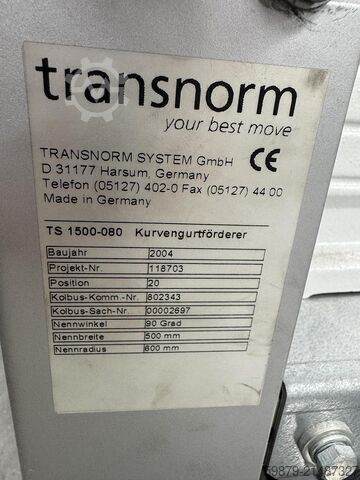 transnorm
your best move
TRANSNORM SYSTEM GmbH CE
D 31177 Harsum, Germany
Telefon (05127) 402-0 Fax (05127) 44 00
Made in Germany
TS 1500-080 Kurvengurtförderer
Baujahr 2004
Projekt-Nr. 118703
Position 20
Kolbus-Komm.-Nr. 802343
Kolbus-Sach-Nr. 00002697
Nennwinkel 90 Grad
Nennbreite 500 mm
Nennradius 600 mm